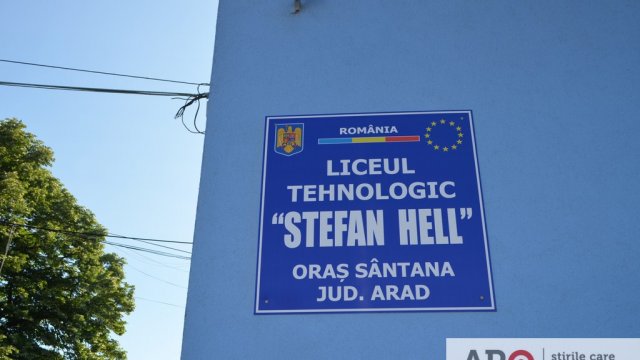 ROMÂNIA
LICEUL
TEHNOLOGIC
"STEFAN HELL"
ORAȘ SÂNTANA
JUD. ARAD
știrile care